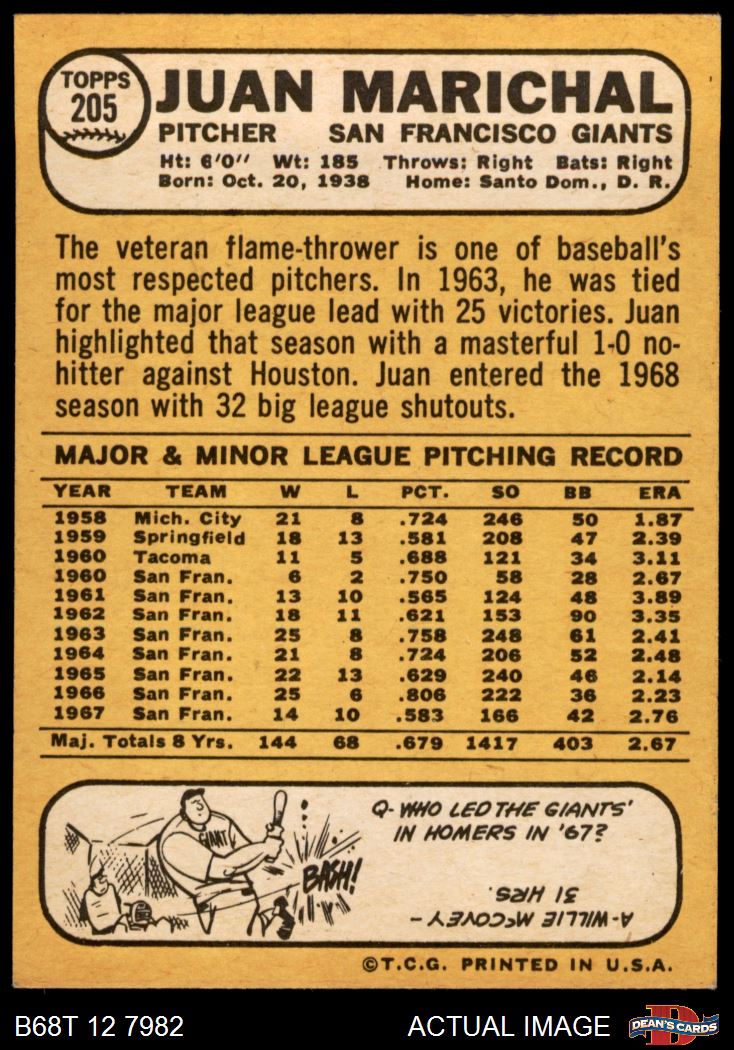 TOPPS
205
JUAN MARICHAL
PITCHER SAN FRANCISCO GIANTS
Ht: 6'0'' Wt: 185 Throws: Right Bats: Right
Born: Oct. 20, 1938 Home: Santo Dom., D. R.
The veteran flame-thrower is one of baseball's
most respected pitchers. In 1963, he was tied
for the major league lead with 25 victories. Juan
highlighted that season with a masterful 1-0 no-
hitter against Houston. Juan entered the 1968
season with 32 big league shutouts.
MAJOR & MINOR LEAGUE PITCHING RECORD
YEAR TEAM W L PCT. SO BB ERA
1958 Mich. City 21 8 .724 246 50 1.87
1959 Springfield 18 13 .581 208 47 2.39
1960 Tacoma 11 5 .688 121 34 3.11
1960 San Fran. 6 2 .750 58 28 2.67
1961 San Fran. 13 10 .565 124 48 3.89
1962 San Fran. 18 11 .621 153 90 3.35
1963 San Fran. 25 8 .758 248 61 2.41
1964 San Fran. 21 8 .724 206 52 2.48
1965 San Fran. 22 13 .629 240 46 2.14
1966 San Fran. 25 6 .806 222 36 2.23
1967 San Fran. 14 10 .583 166 42 2.76
Maj. Totals 8 Yrs. 144 68 .679 1417 403 2.67
GIANT
BASH!
Q- WHO LED THE GIANTS'
IN HOMERS IN '67?
A-WILLIE McCOVEY -
31 HRS.
©T.C.G. PRINTED IN U.S.A.
B68T 12 7982 ACTUAL IMAGE
DEAN'S CARDS